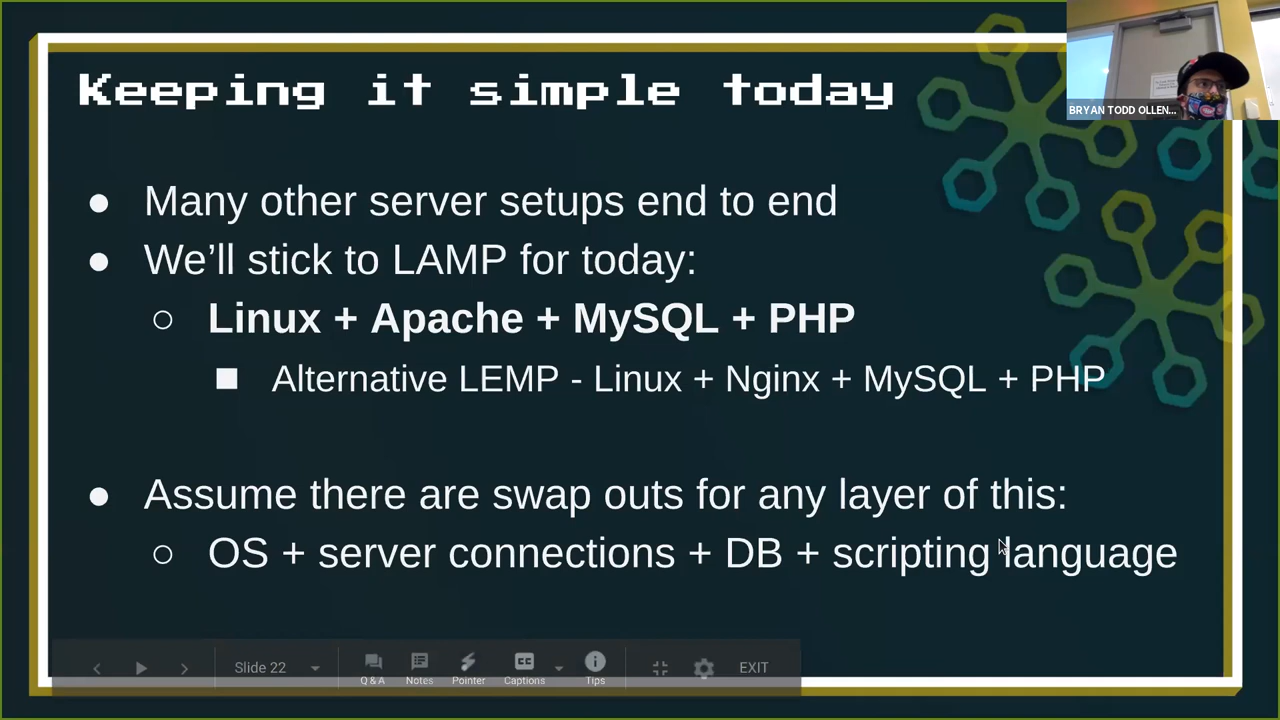 Keeping it simple today
BRYAN TODD OLLEN...
● Many other server setups end to end
● We'll stick to LAMP for today:
○ Linux + Apache + MySQL + PHP
■ Alternative LEMP - Linux + Nginx + MySQL + PHP
● Assume there are swap outs for any layer of this:
○ OS + server connections + DB + scripting language
Slide 22
Q & A Notes Pointer Captions Tips EXIT